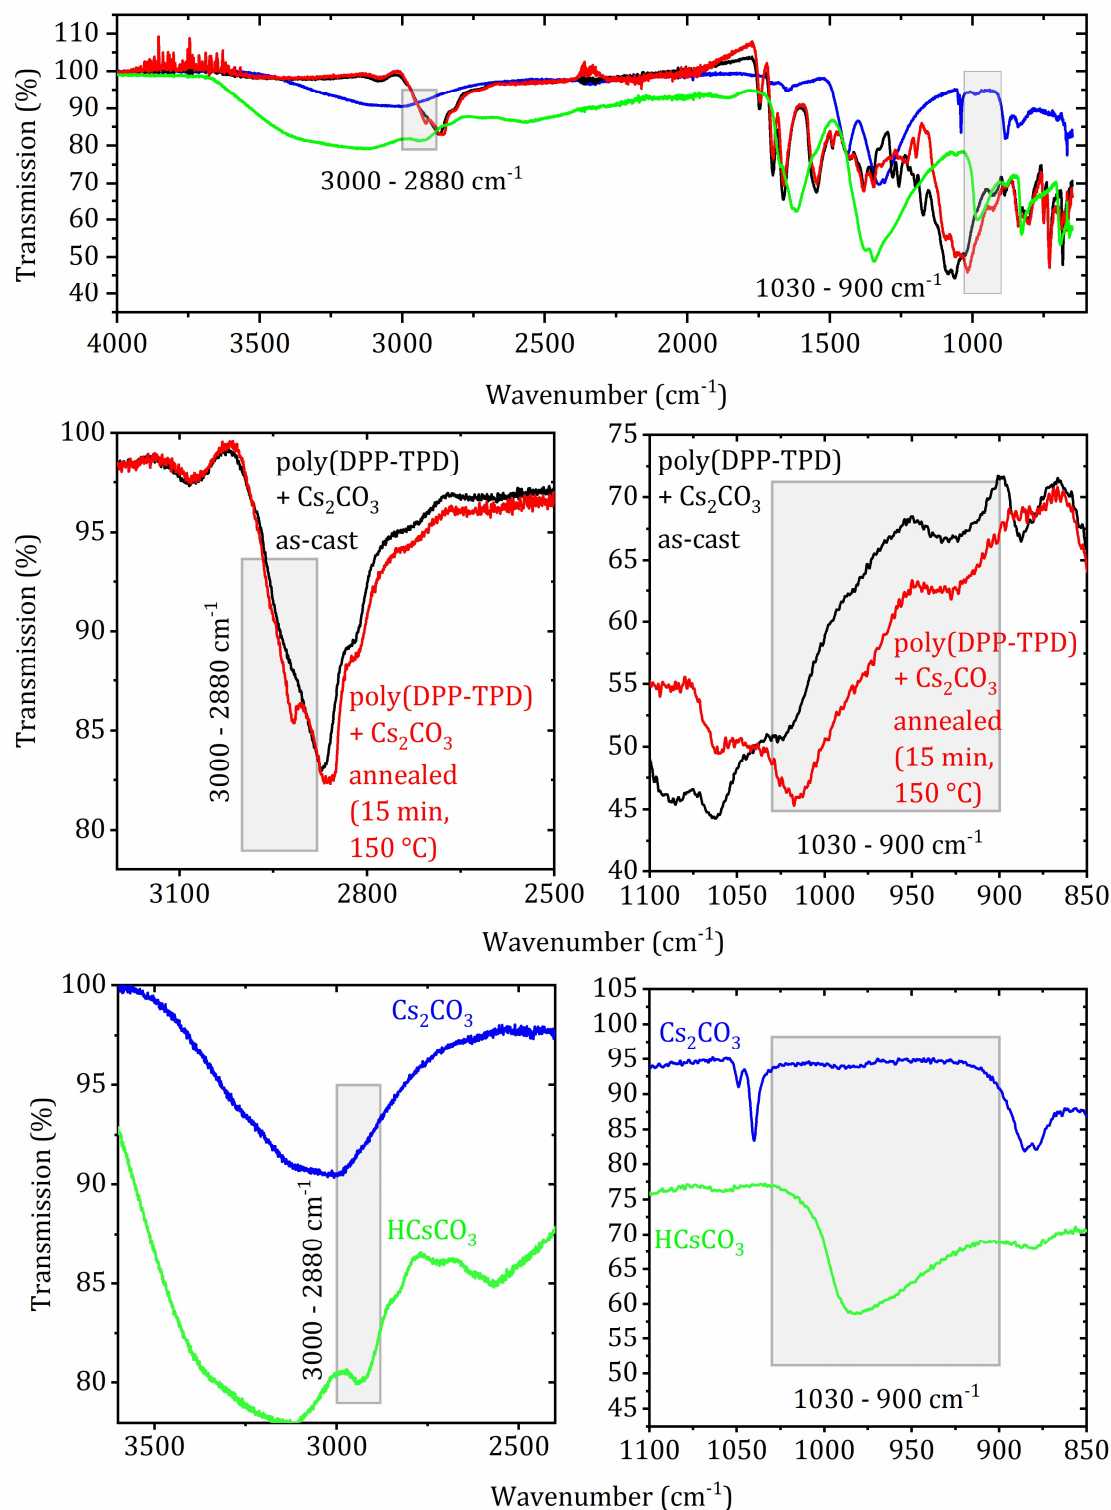 110
100
90
80
70
60
50
40
Transmission (%)
3000 - 2880 cm⁻¹
1030 - 900 cm⁻¹
4000 3500 3000 2500 2000 1500 1000
Wavenumber (cm⁻¹)
100
95
90
85
80
Transmission (%)
poly(DPP-TPD)
+ Cs₂CO₃
as-cast
3000 - 2880 cm⁻¹
poly(DPP-TPD)
+ Cs₂CO₃
annealed
(15 min,
150 °C)
3100 2800 2500
75
70
65
60
55
50
45
40
poly(DPP-TPD)
+ Cs₂CO₃
as-cast
poly(DPP-TPD)
+ Cs₂CO₃
annealed
(15 min,
150 °C)
1030 - 900 cm⁻¹
1100 1050 1000 950 900 850
Wavenumber (cm⁻¹)
100
95
90
85
80
Transmission (%)
Cs₂CO₃
3000 - 2880 cm⁻¹
HCsCO₃
3500 3000 2500
105
100
95
90
85
80
75
70
65
60
55
50
45
Cs₂CO₃
HCsCO₃
1030 - 900 cm⁻¹
1100 1050 1000 950 900 850
Wavenumber (cm⁻¹)